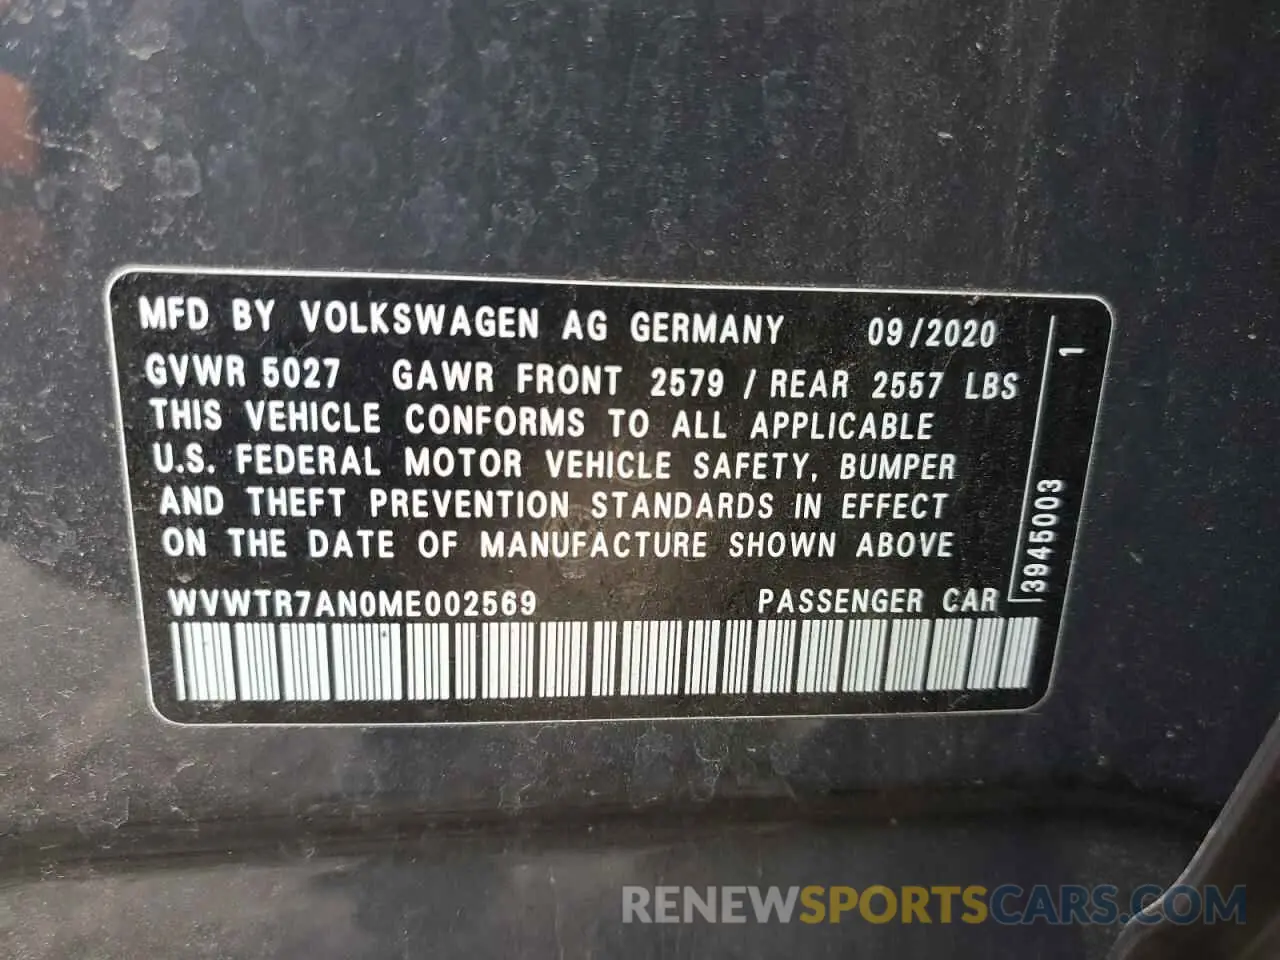 MFD BY VOLKSWAGEN AG GERMANY 09/2020
GVWR 5027 GAWR FRONT 2579 / REAR 2557 LBS
THIS VEHICLE CONFORMS TO ALL APPLICABLE
U.S. FEDERAL MOTOR VEHICLE SAFETY, BUMPER
AND THEFT PREVENTION STANDARDS IN EFFECT
ON THE DATE OF MANUFACTURE SHOWN ABOVE
WVWTR7AN0ME002569 PASSENGER CAR
3945003 1
RENEWSPORTSCARS.COM